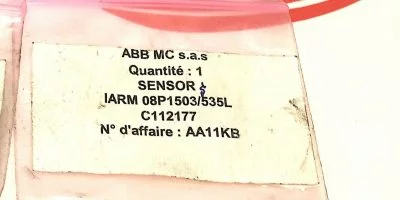 ABB MC s.a.s
Quantité : 1
SENSOR
IARM 08P1503/535L
C112177
N° d'affaire : AA11KB